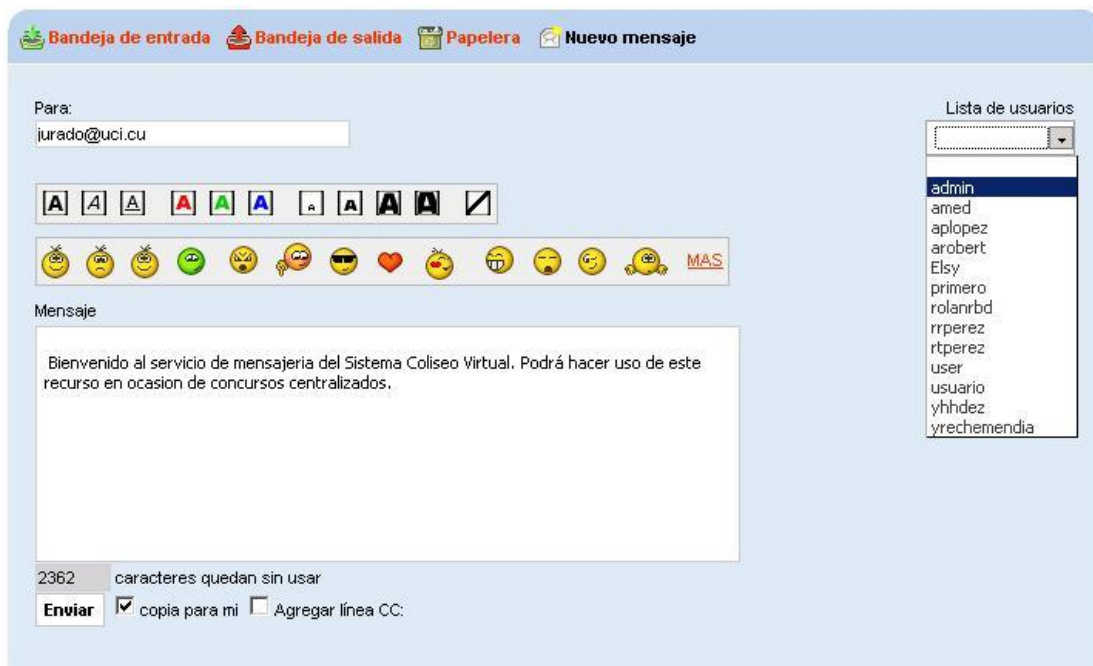 Bandeja de entrada Bandeja de salida Papelera Nuevo mensaje
Para:
jurado@uci.cu
Lista de usuarios
admin
amed
aplopez
arobert
Elsy
primero
rolanrbd
rrperez
rtperez
user
usuario
yhhdez
yrechemendia
A A A A A A A A A A
MAS
Mensaje
Bienvenido al servicio de mensajeria del Sistema Coliseo Virtual. Podrá hacer uso de este
recurso en ocasion de concursos centralizados.
2362 caracteres quedan sin usar
Enviar copia para mi Agregar línea CC: